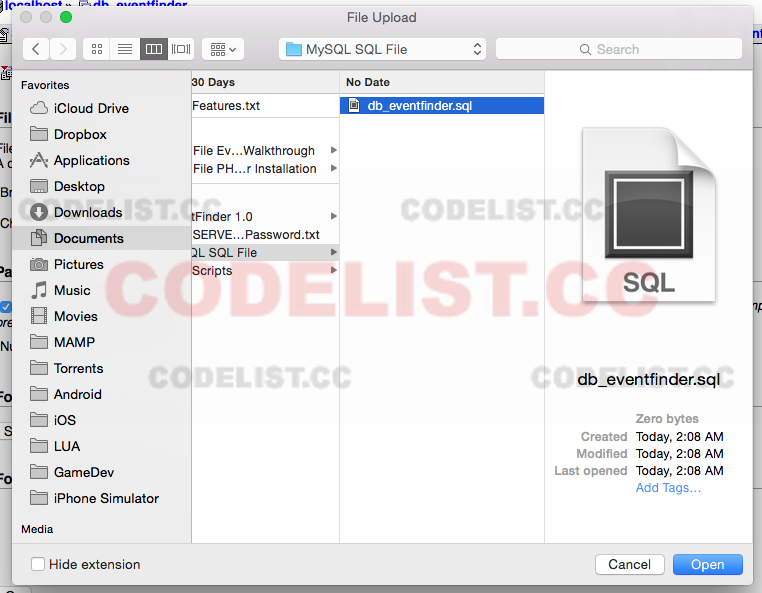 localhost » db_eventfinder
File Upload
MySQL SQL File
Search
Favorites
iCloud Drive
Dropbox
Applications
Desktop
Downloads
Documents
Pictures
Music
Movies
MAMP
Torrents
Android
iOS
LUA
GameDev
iPhone Simulator
Media
30 Days
Features.txt
File Ev…Walkthrough
File PH…r Installation
tFinder 1.0
SERVE…Password.txt
QL SQL File
Scripts
No Date
db_eventfinder.sql
SQL
db_eventfinder.sql
Zero bytes
Created Today, 2:08 AM
Modified Today, 2:08 AM
Last opened Today, 2:08 AM
Add Tags…
Hide extension
Cancel
Open
CODELIST.CC
CODELIST.CC
CODELIST.CC
CODELIST.CC
CODELIST.CC